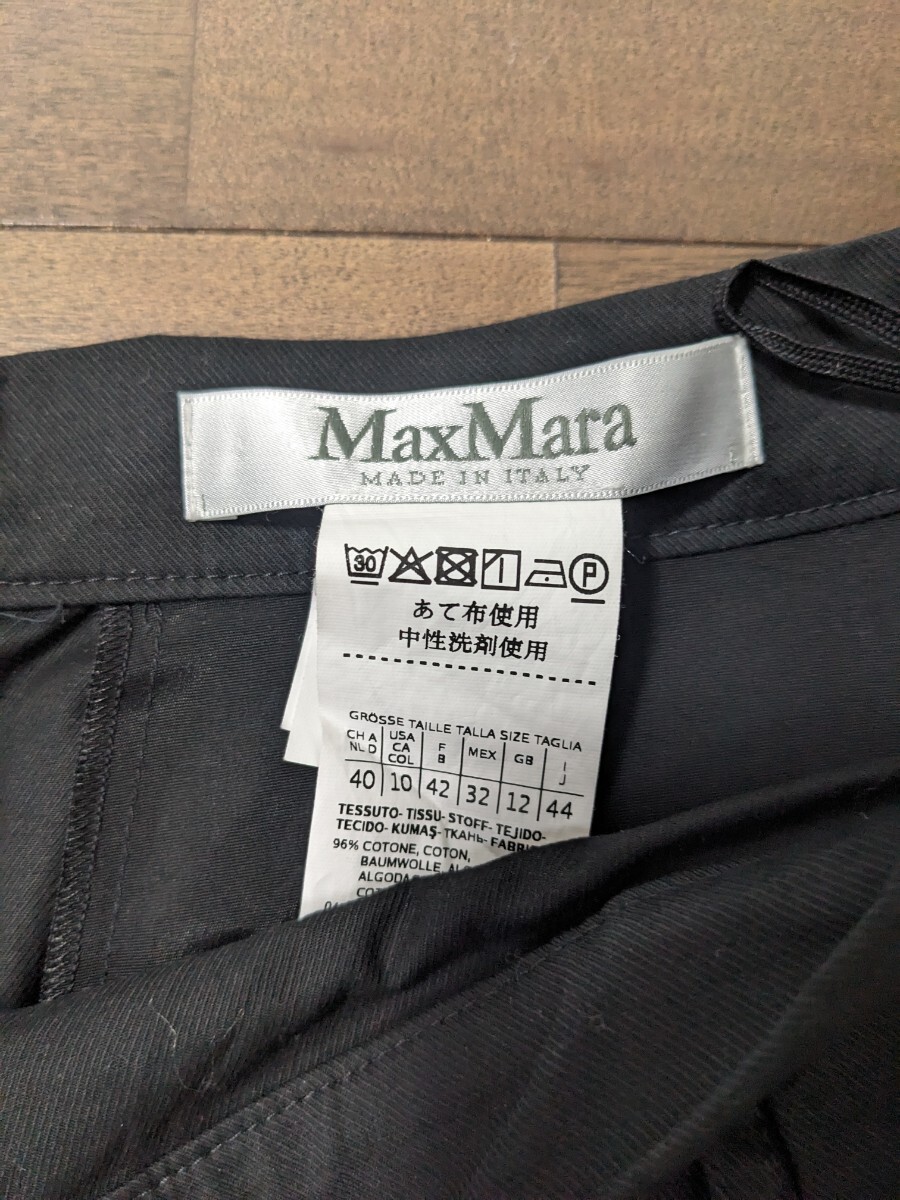 MaxMara
MADE IN ITALY
30 P
あて布使用
中性洗剤使用
GRÖSSE TAILLE TALLA SIZE TAGLIA
CH A NL D USA CA COL F B MEX GB I J
40 10 42 32 12 44
TESSUTO- TISSU- STOFF- TEJIDO-
TECIDO- KUMAŞ- ТКАНЬ- FABRIC
96% COTONE, COTON,
BAUMWOLLE,